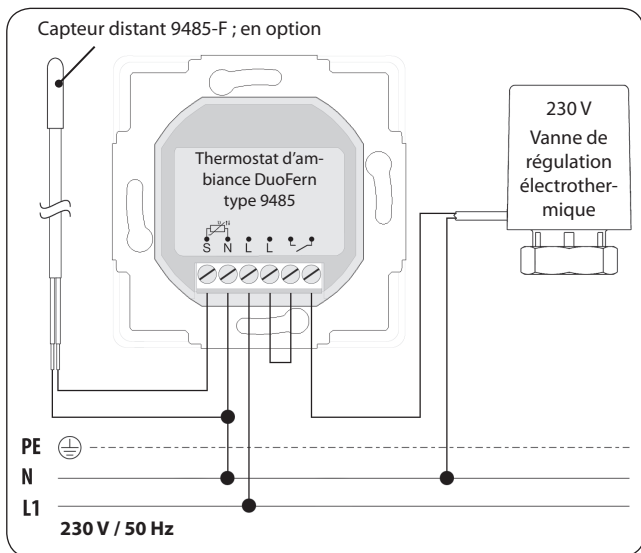 Capteur distant 9485-F ; en option
230 V
Vanne de
régulation
électrother-
mique
Thermostat d'am-
biance DuoFern
type 9485
S N L L
PE
N
L1
230 V / 50 Hz